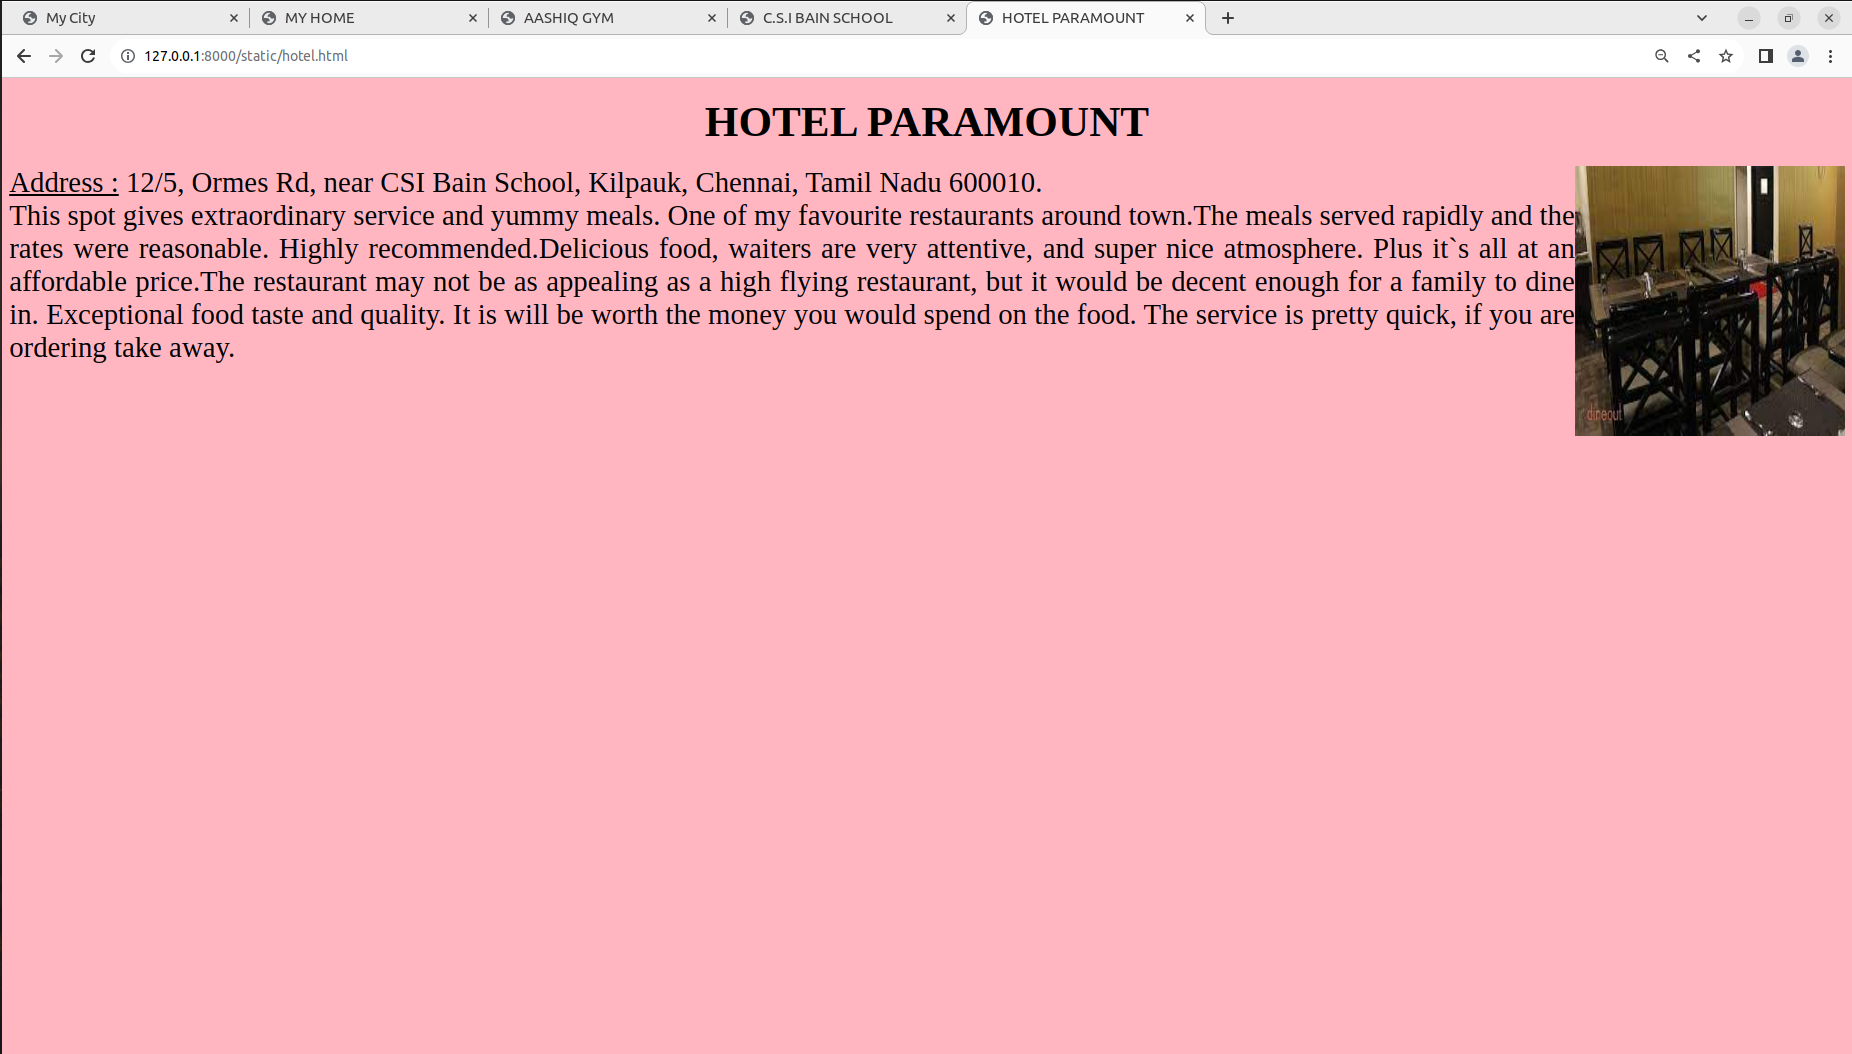 My City
MY HOME
AASHIQ GYM
C.S.I BAIN SCHOOL
HOTEL PARAMOUNT
127.0.0.1:8000/static/hotel.html
HOTEL PARAMOUNT
Address : 12/5, Ormes Rd, near CSI Bain School, Kilpauk, Chennai, Tamil Nadu 600010.
This spot gives extraordinary service and yummy meals. One of my favourite restaurants around town.The meals served rapidly and the
rates were reasonable. Highly recommended.Delicious food, waiters are very attentive, and super nice atmosphere. Plus it`s all at an
affordable price.The restaurant may not be as appealing as a high flying restaurant, but it would be decent enough for a family to dine
in. Exceptional food taste and quality. It is will be worth the money you would spend on the food. The service is pretty quick, if you are
ordering take away.
dineout